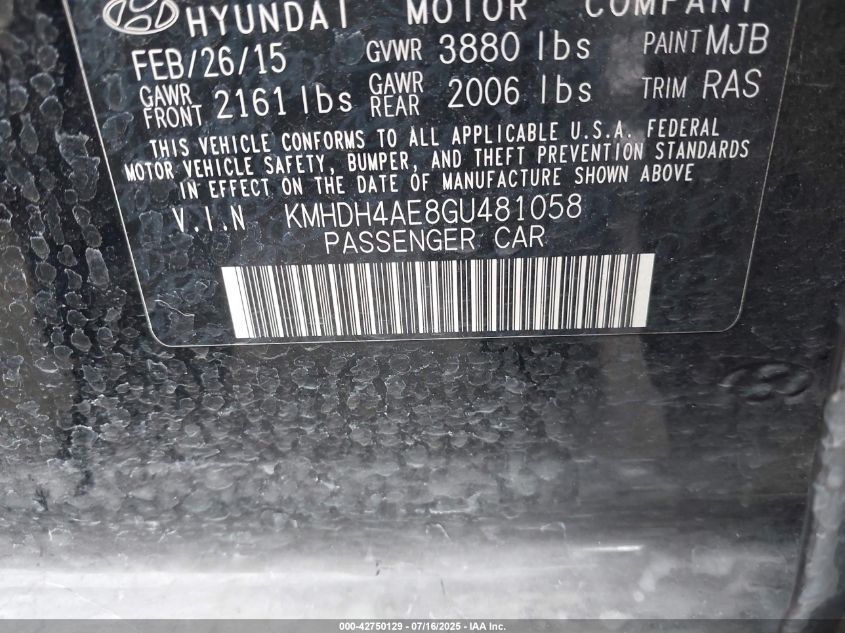 HYUNDAI MOTOR COMPANY
FEB/26/15 GVWR 3880 lbs PAINT MJB
GAWR FRONT 2161 lbs GAWR REAR 2006 lbs TRIM RAS
THIS VEHICLE CONFORMS TO ALL APPLICABLE U.S.A. FEDERAL
MOTOR VEHICLE SAFETY, BUMPER, AND THEFT PREVENTION STANDARDS
IN EFFECT ON THE DATE OF MANUFACTURE SHOWN ABOVE
V.I.N KMHDH4AE8GU481058
PASSENGER CAR
000-42750129 - 07/16/2025 - IAA Inc.